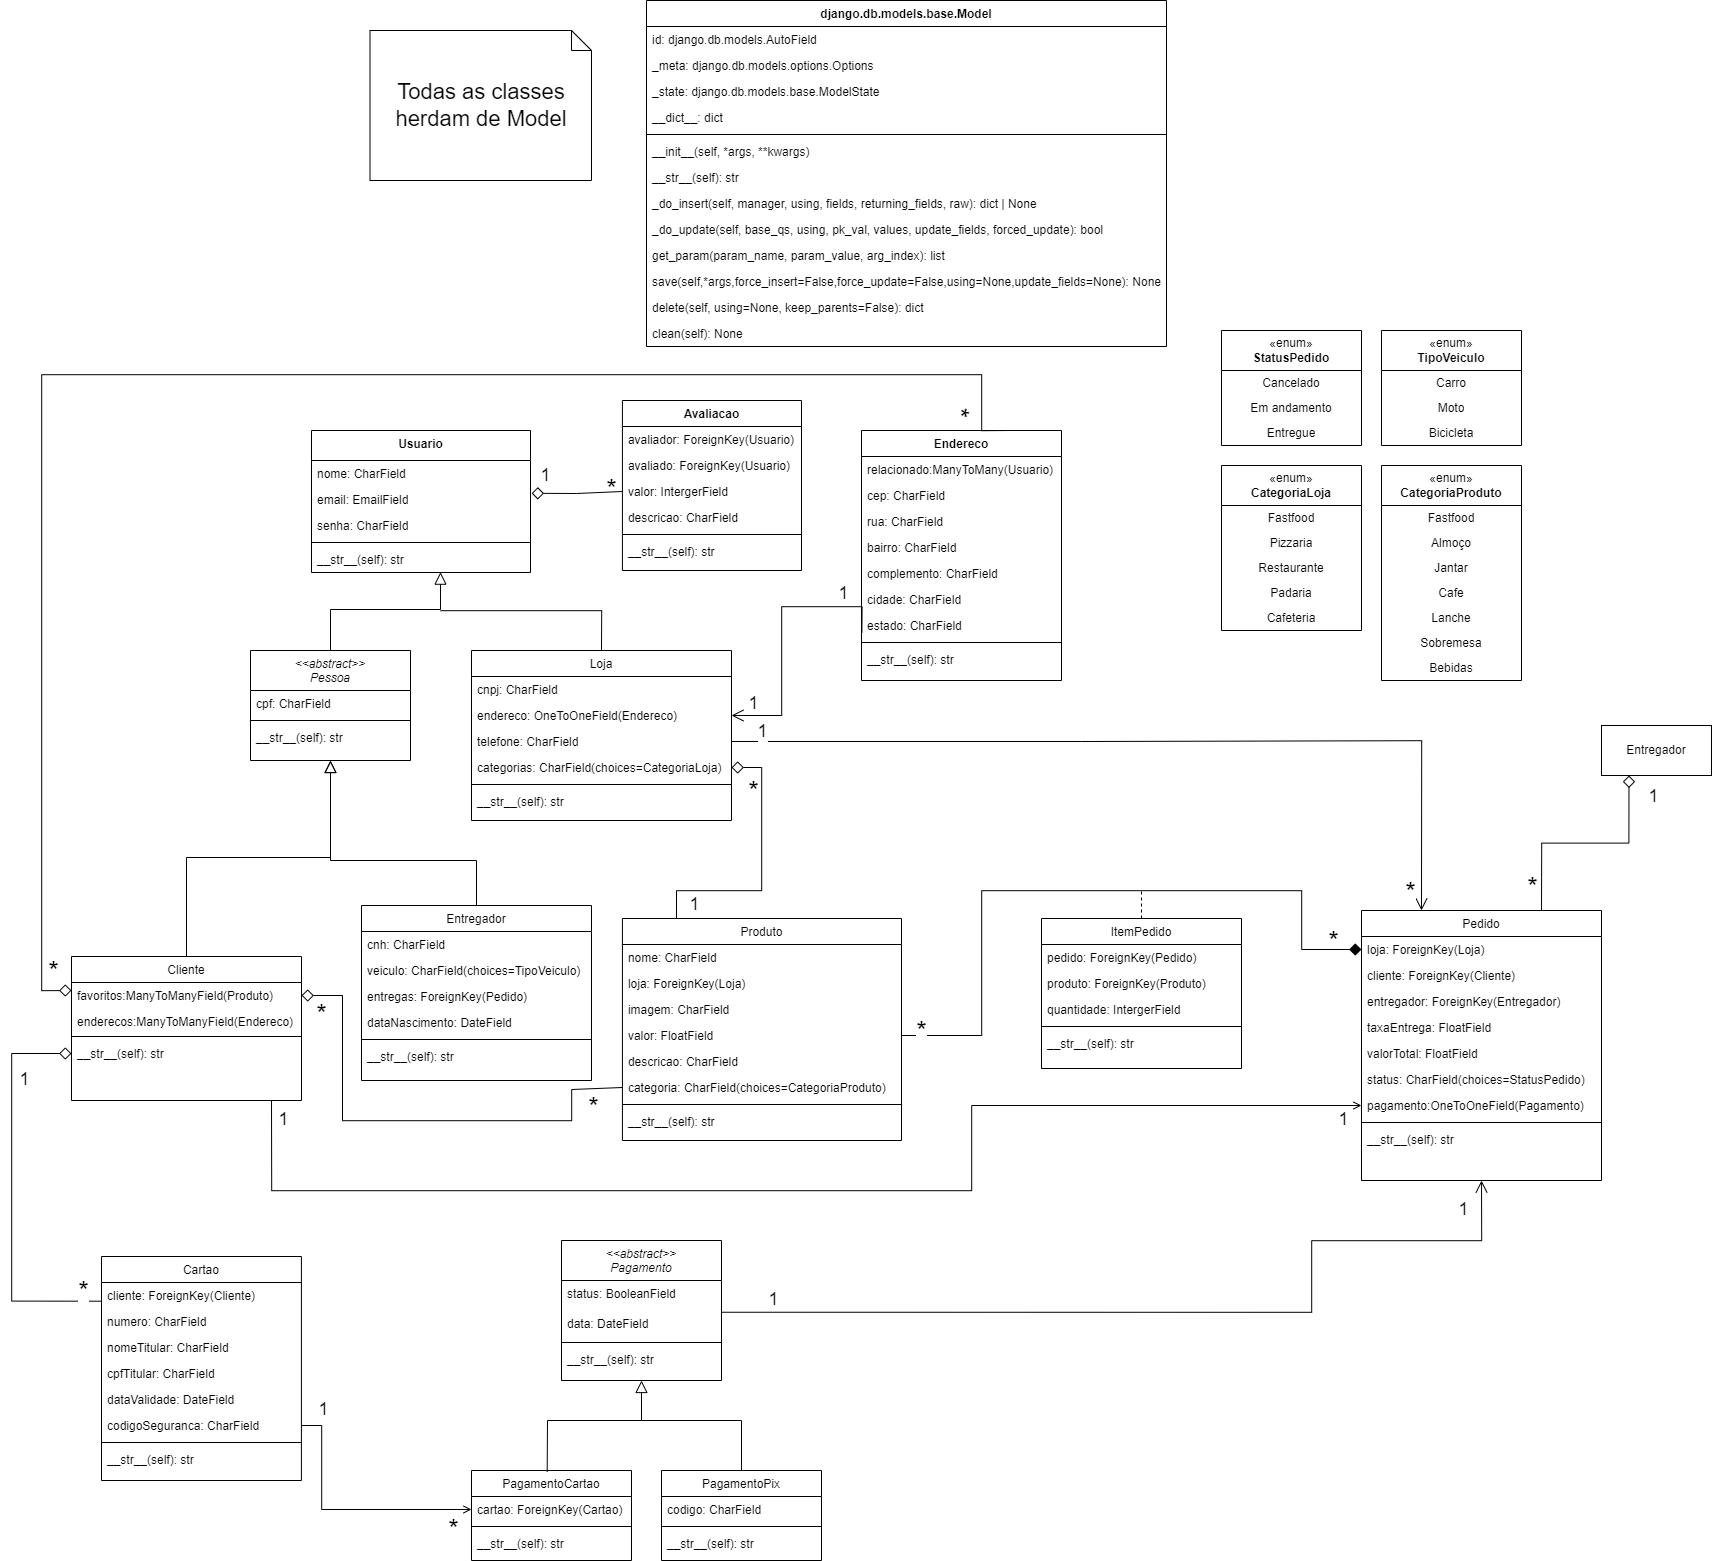 django.db.models.base.Model
id: django.db.models.AutoField
_meta: django.db.models.options.Options
_state: django.db.models.base.ModelState
__dict__: dict
__init__(self, *args, **kwargs)
__str__(self): str
_do_insert(self, manager, using, fields, returning_fields, raw): dict | None
_do_update(self, base_qs, using, pk_val, values, update_fields, forced_update): bool
get_param(param_name, param_value, arg_index): list
save(self,*args,force_insert=False,force_update=False,using=None,update_fields=None): None
delete(self, using=None, keep_parents=False): dict
clean(self): None
Todas as classes
herdam de Model
«enum»
StatusPedido
Cancelado
Em andamento
Entregue
«enum»
TipoVeiculo
Carro
Moto
Bicicleta
«enum»
CategoriaLoja
Fastfood
Pizzaria
Restaurante
Padaria
Cafeteria
«enum»
CategoriaProduto
Fastfood
Almoço
Jantar
Cafe
Lanche
Sobremesa
Bebidas
Usuario
nome: CharField
email: EmailField
senha: CharField
__str__(self): str
1
*
Avaliacao
avaliador: ForeignKey(Usuario)
avaliado: ForeignKey(Usuario)
valor: IntergerField
descricao: CharField
__str__(self): str
*
Endereco
relacionado:ManyToMany(Usuario)
cep: CharField
rua: CharField
bairro: CharField
complemento: CharField
cidade: CharField
estado: CharField
__str__(self): str
1
1
<<abstract>>
Pessoa
cpf: CharField
__str__(self): str
Loja
cnpj: CharField
endereco: OneToOneField(Endereco)
telefone: CharField
categorias: CharField(choices=CategoriaLoja)
__str__(self): str
1
*
*
1
Entregador
1
*
*
Cliente
favoritos:ManyToManyField(Produto)
enderecos:ManyToManyField(Endereco)
__str__(self): str
*
*
1
1
Entregador
cnh: CharField
veiculo: CharField(choices=TipoVeiculo)
entregas: ForeignKey(Pedido)
dataNascimento: DateField
__str__(self): str
Produto
nome: CharField
loja: ForeignKey(Loja)
imagem: CharField
valor: FloatField
descricao: CharField
categoria: CharField(choices=CategoriaProduto)
__str__(self): str
*
ItemPedido
pedido: ForeignKey(Pedido)
produto: ForeignKey(Produto)
quantidade: IntergerField
__str__(self): str
*
Pedido
loja: ForeignKey(Loja)
cliente: ForeignKey(Cliente)
entregador: ForeignKey(Entregador)
taxaEntrega: FloatField
valorTotal: FloatField
status: CharField(choices=StatusPedido)
pagamento:OneToOneField(Pagamento)
__str__(self): str
1
1
*
Cartao
cliente: ForeignKey(Cliente)
numero: CharField
nomeTitular: CharField
cpfTitular: CharField
dataValidade: DateField
codigoSeguranca: CharField
__str__(self): str
1
*
<<abstract>>
Pagamento
status: BooleanField
data: DateField
__str__(self): str
1
PagamentoCartao
cartao: ForeignKey(Cartao)
__str__(self): str
PagamentoPix
codigo: CharField
__str__(self): str